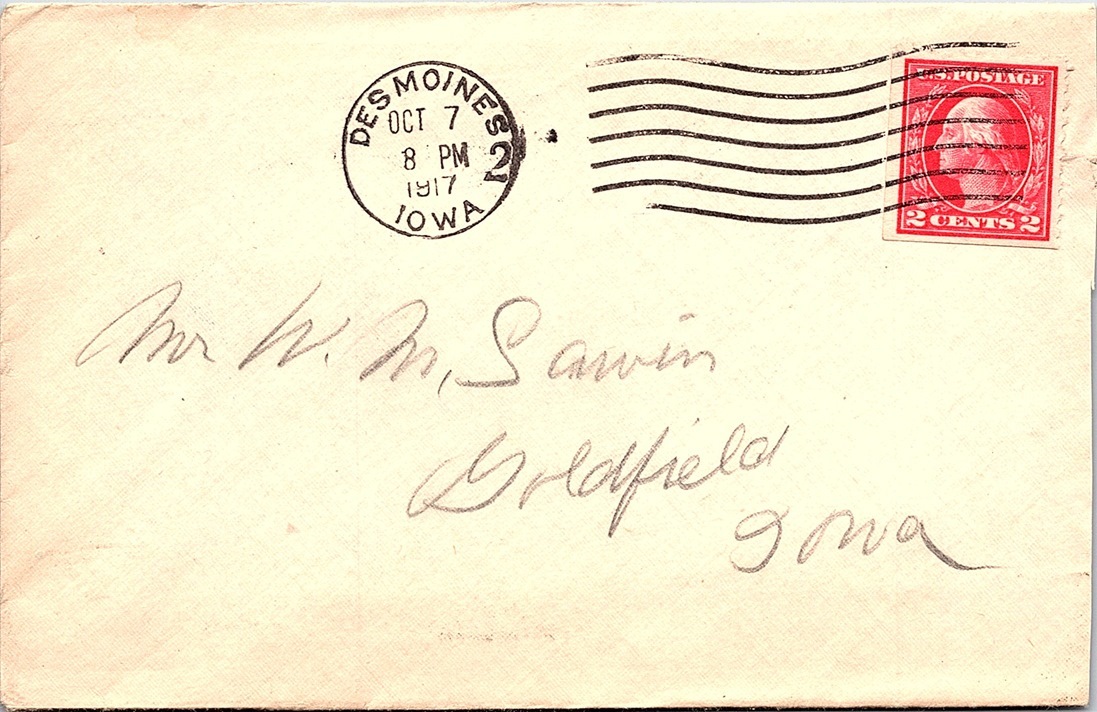 DES MOINES
OCT 7
8 PM
1917
IOWA
2
U.S. POSTAGE
2 CENTS 2
Mr W. M, Sawin
Goldfield
Iowa